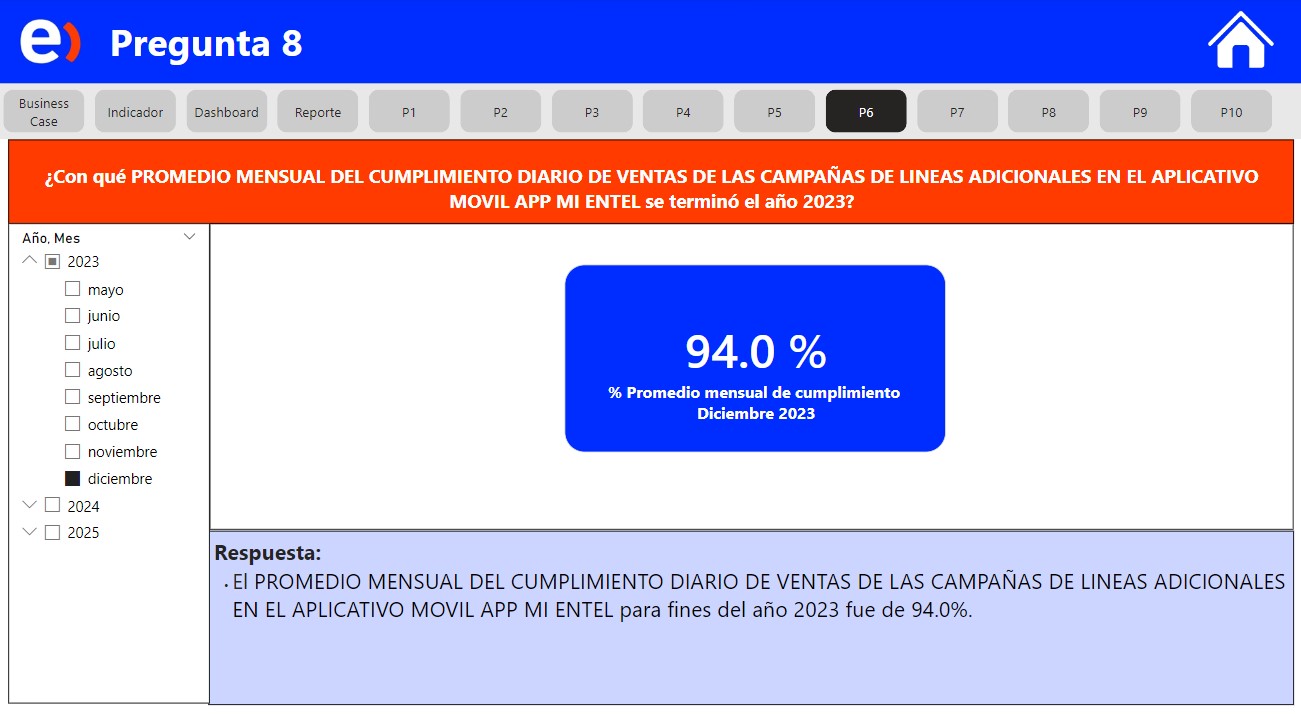 e) Pregunta 8
Business
Case
Indicador
Dashboard
Reporte
P1
P2
P3
P4
P5
P6
P7
P8
P9
P10
¿Con qué PROMEDIO MENSUAL DEL CUMPLIMIENTO DIARIO DE VENTAS DE LAS CAMPAÑAS DE LINEAS ADICIONALES EN EL APLICATIVO
MOVIL APP MI ENTEL se terminó el año 2023?
Año, Mes
2023
mayo
junio
julio
agosto
septiembre
octubre
noviembre
diciembre
2024
2025
94.0 %
% Promedio mensual de cumplimiento
Diciembre 2023
Respuesta:
. El PROMEDIO MENSUAL DEL CUMPLIMIENTO DIARIO DE VENTAS DE LAS CAMPAÑAS DE LINEAS ADICIONALES
EN EL APLICATIVO MOVIL APP MI ENTEL para fines del año 2023 fue de 94.0%.